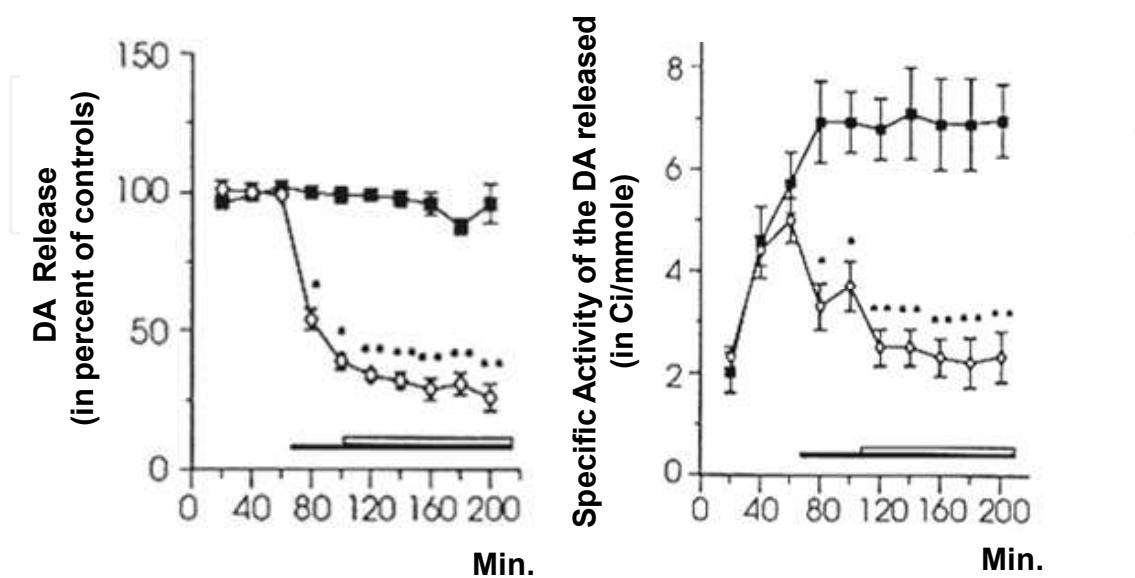 DA Release
(in percent of controls)
150
100
50
0
0 40 80 120 160 200
Min.
Specific Activity of the DA released
(in Ci/mmole)
8
6
4
2
0
0 40 80 120 160 200
Min.